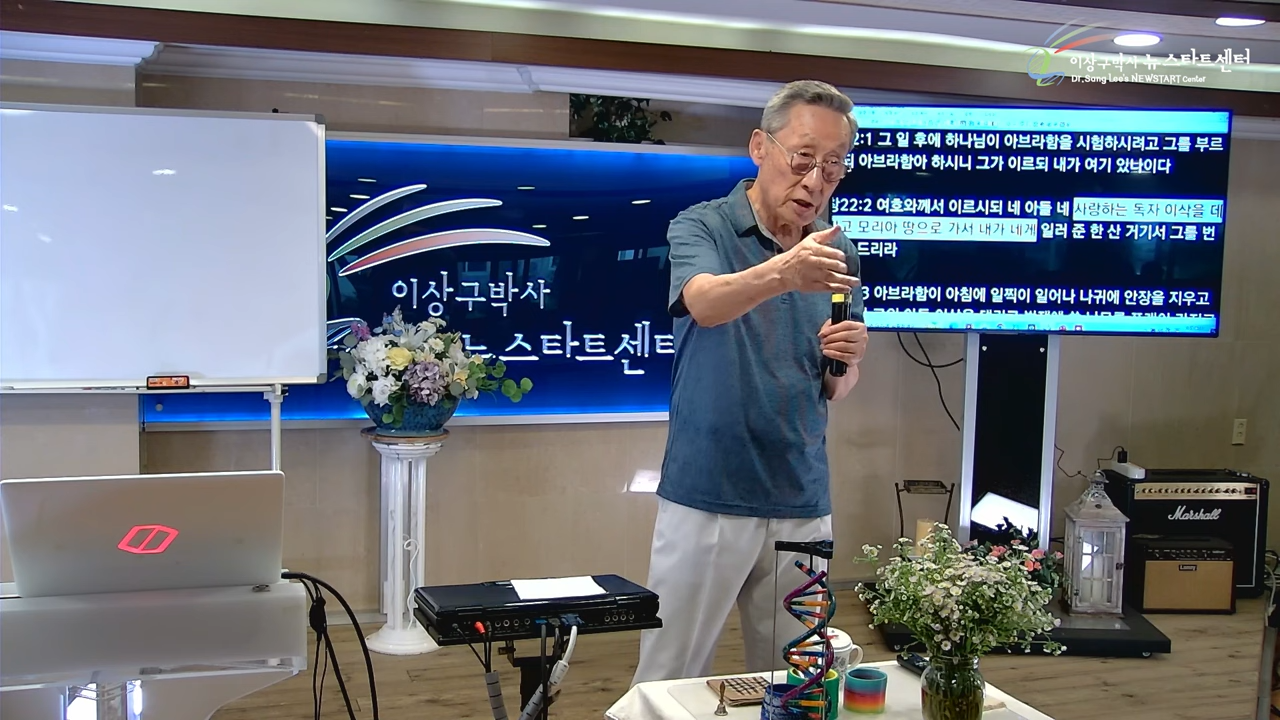 이상구박사 뉴스타트센터
Dr. Sang Lee's NEWSTART Center
2:1 그 일 후에 하나님이 아브라함을 시험하시려고 그를 부르
아브라함아 하시니 그가 이르되 내가 여기 있나이다
22:2 여호와께서 이르시되 네 아들 네 사랑하는 독자 이삭을 데
고 모리아 땅으로 가서 내가 네게 일러 준 한 산 거기서 그를 번
드리라
3 아브라함이 아침에 일찍이 일어나 나귀에 안장을 지우고
이상구박사
뉴스타트센터
Marshall
Laney